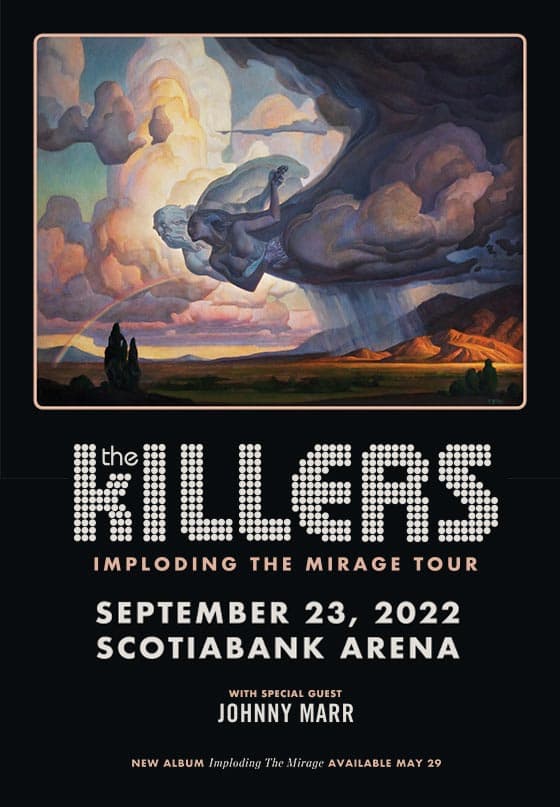 the
KILLERS
IMPLODING THE MIRAGE TOUR
SEPTEMBER 23, 2022
SCOTIABANK ARENA
WITH SPECIAL GUEST
JOHNNY MARR
NEW ALBUM Imploding The Mirage AVAILABLE MAY 29